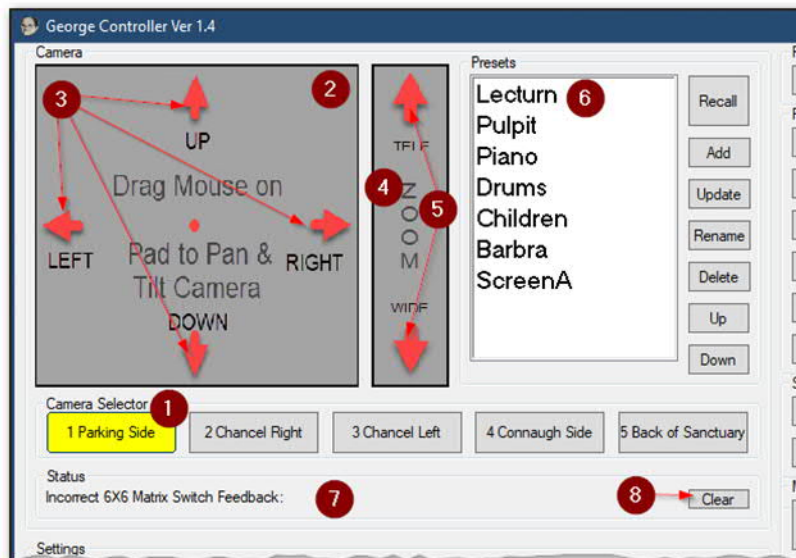 George Controller Ver 1.4
Camera
Presets
3
2
UP
Drag Mouse on
LEFT
RIGHT
Pad to Pan &
Tilt Camera
DOWN
TELE
4
ZOOM
5
WIDE
Lecturn
6
Pulpit
Piano
Drums
Children
Barbra
ScreenA
Recall
Add
Update
Rename
Delete
Up
Down
Camera Selector
1
1 Parking Side
2 Chancel Right
3 Chancel Left
4 Connaugh Side
5 Back of Sanctuary
Status
Incorrect 6X6 Matrix Switch Feedback:
7
8
Clear
Settings